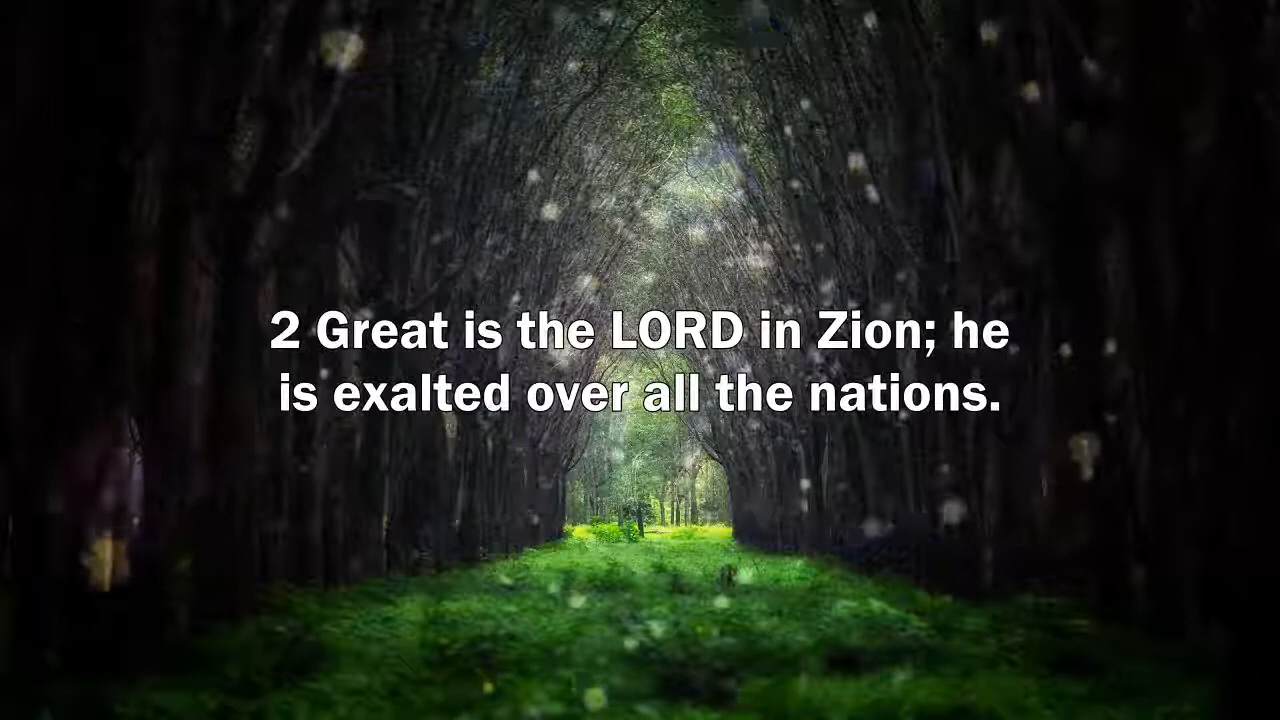 2 Great is the LORD in Zion; he
is exalted over all the nations.